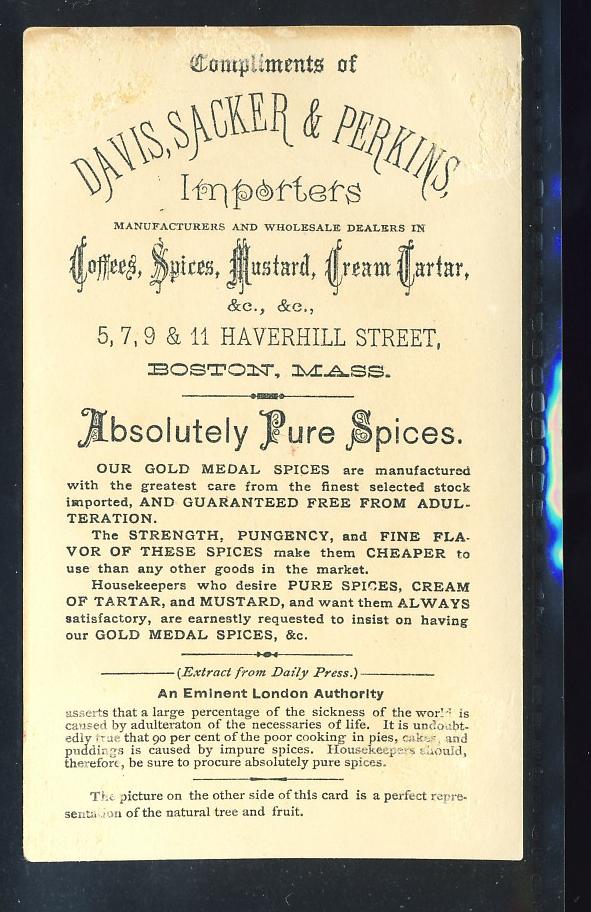 Compliments of
DAVIS, SACKER & PERKINS,
Importers
MANUFACTURERS AND WHOLESALE DEALERS IN
Coffees, Spices, Mustard, Cream Tartar,
&c., &c.,
5, 7, 9 & 11 HAVERHILL STREET,
BOSTON, MASS.
Absolutely Pure Spices.
OUR GOLD MEDAL SPICES are manufactured
with the greatest care from the finest selected stock
imported, AND GUARANTEED FREE FROM ADUL-
TERATION.
The STRENGTH, PUNGENCY, and FINE FLA-
VOR OF THESE SPICES make them CHEAPER to
use than any other goods in the market.
Housekeepers who desire PURE SPICES, CREAM
OF TARTAR, and MUSTARD, and want them ALWAYS
satisfactory, are earnestly requested to insist on having
our GOLD MEDAL SPICES, &c.
(Extract from Daily Press.)
An Eminent London Authority
asserts that a large percentage of the sickness of the world is
caused by adulteraton of the necessaries of life. It is undoubt-
edly true that 90 per cent of the poor cooking in pies, cakes, and
puddings is caused by impure spices. Housekeepers should,
therefore, be sure to procure absolutely pure spices.
The picture on the other side of this card is a perfect repre-
sentation of the natural tree and fruit.